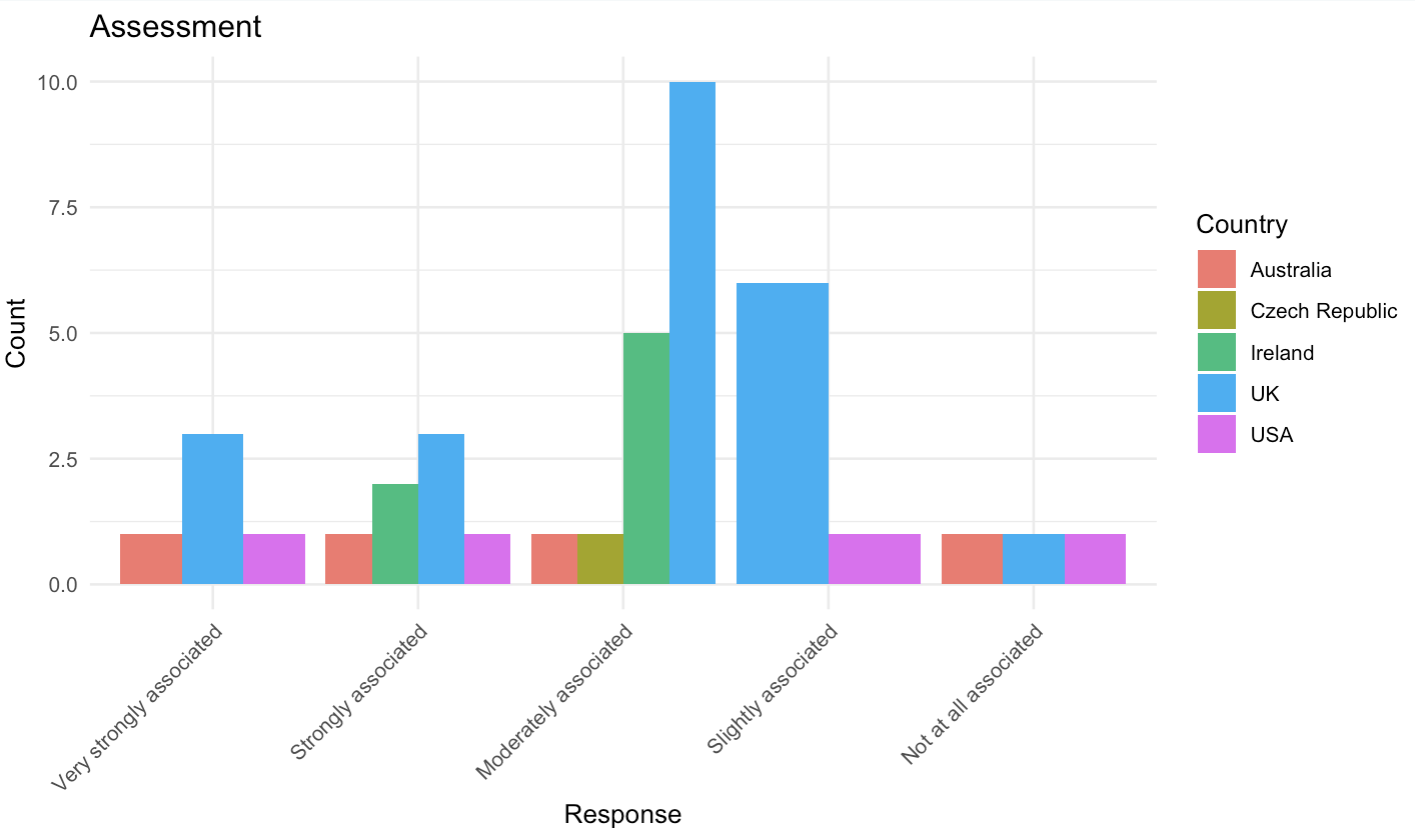 Assessment
10.0
7.5
5.0
2.5
0.0
Count
Very strongly associated
Strongly associated
Moderately associated
Slightly associated
Not at all associated
Response
Country
Australia
Czech Republic
Ireland
UK
USA